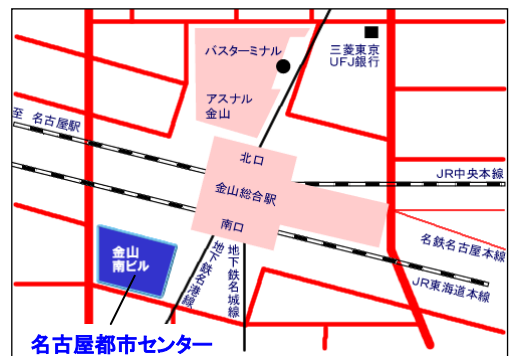 バスターミナル
三菱東京
UFJ銀行
アスナル
金山
至 名古屋駅
北口
JR中央本線
金山総合駅
南口
名鉄名古屋本線
金山
南ビル
地下鉄名港線
地下鉄名城線
JR東海道本線
名古屋都市センター